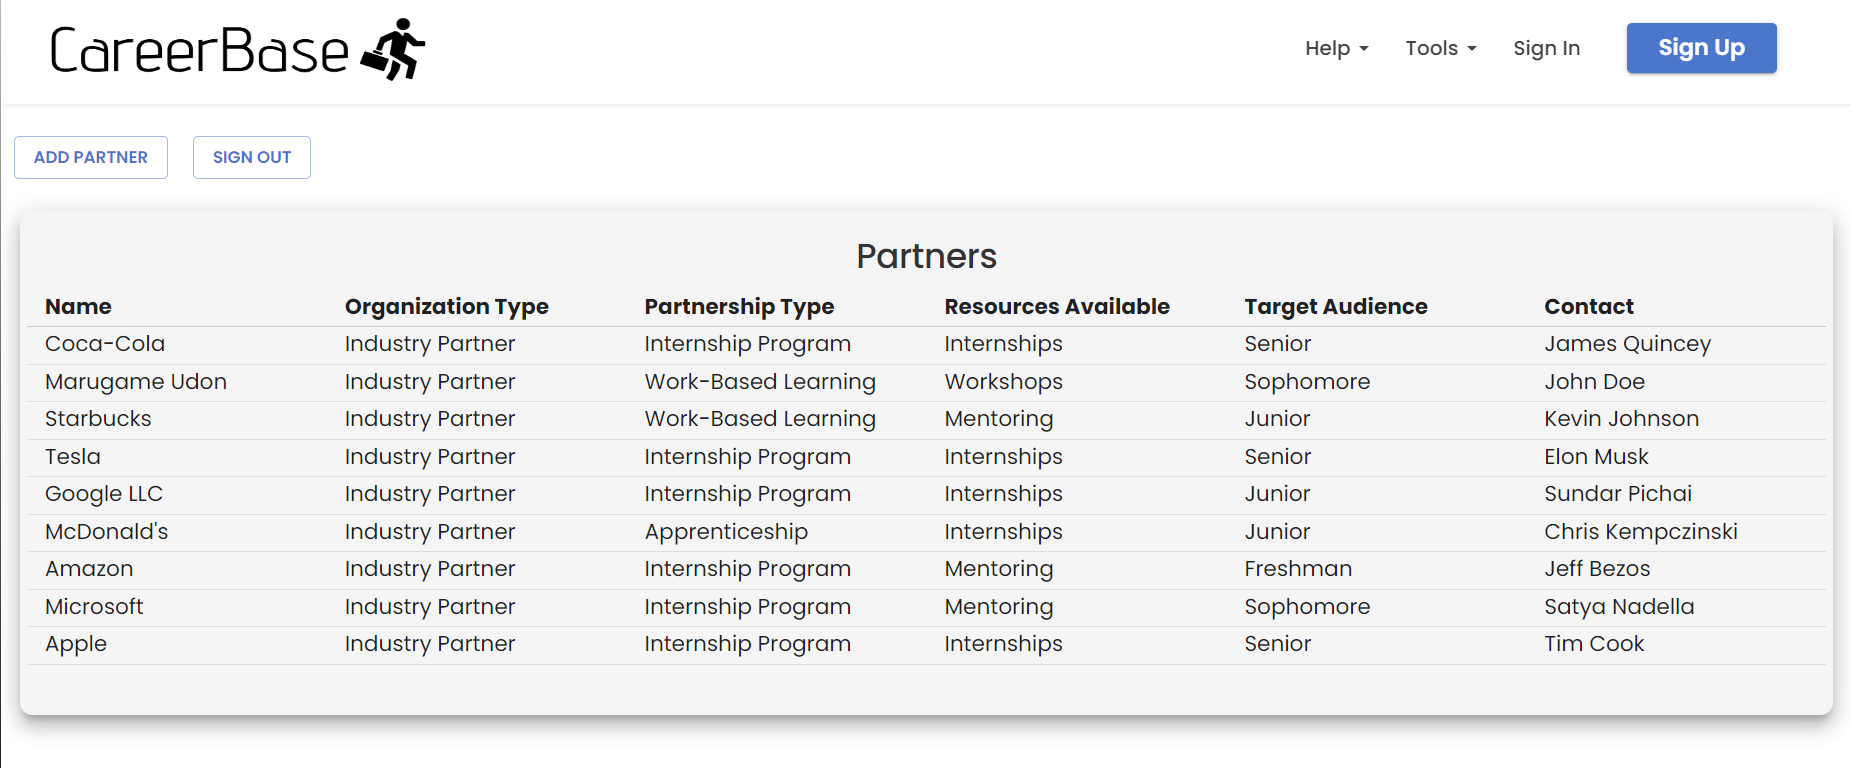 CareerBase
Help Tools Sign In Sign Up
ADD PARTNER SIGN OUT
Partners
Name Organization Type Partnership Type Resources Available Target Audience Contact
Coca-Cola Industry Partner Internship Program Internships Senior James Quincey
Marugame Udon Industry Partner Work-Based Learning Workshops Sophomore John Doe
Starbucks Industry Partner Work-Based Learning Mentoring Junior Kevin Johnson
Tesla Industry Partner Internship Program Internships Senior Elon Musk
Google LLC Industry Partner Internship Program Internships Junior Sundar Pichai
McDonald's Industry Partner Apprenticeship Internships Junior Chris Kempczinski
Amazon Industry Partner Internship Program Mentoring Freshman Jeff Bezos
Microsoft Industry Partner Internship Program Mentoring Sophomore Satya Nadella
Apple Industry Partner Internship Program Internships Senior Tim Cook